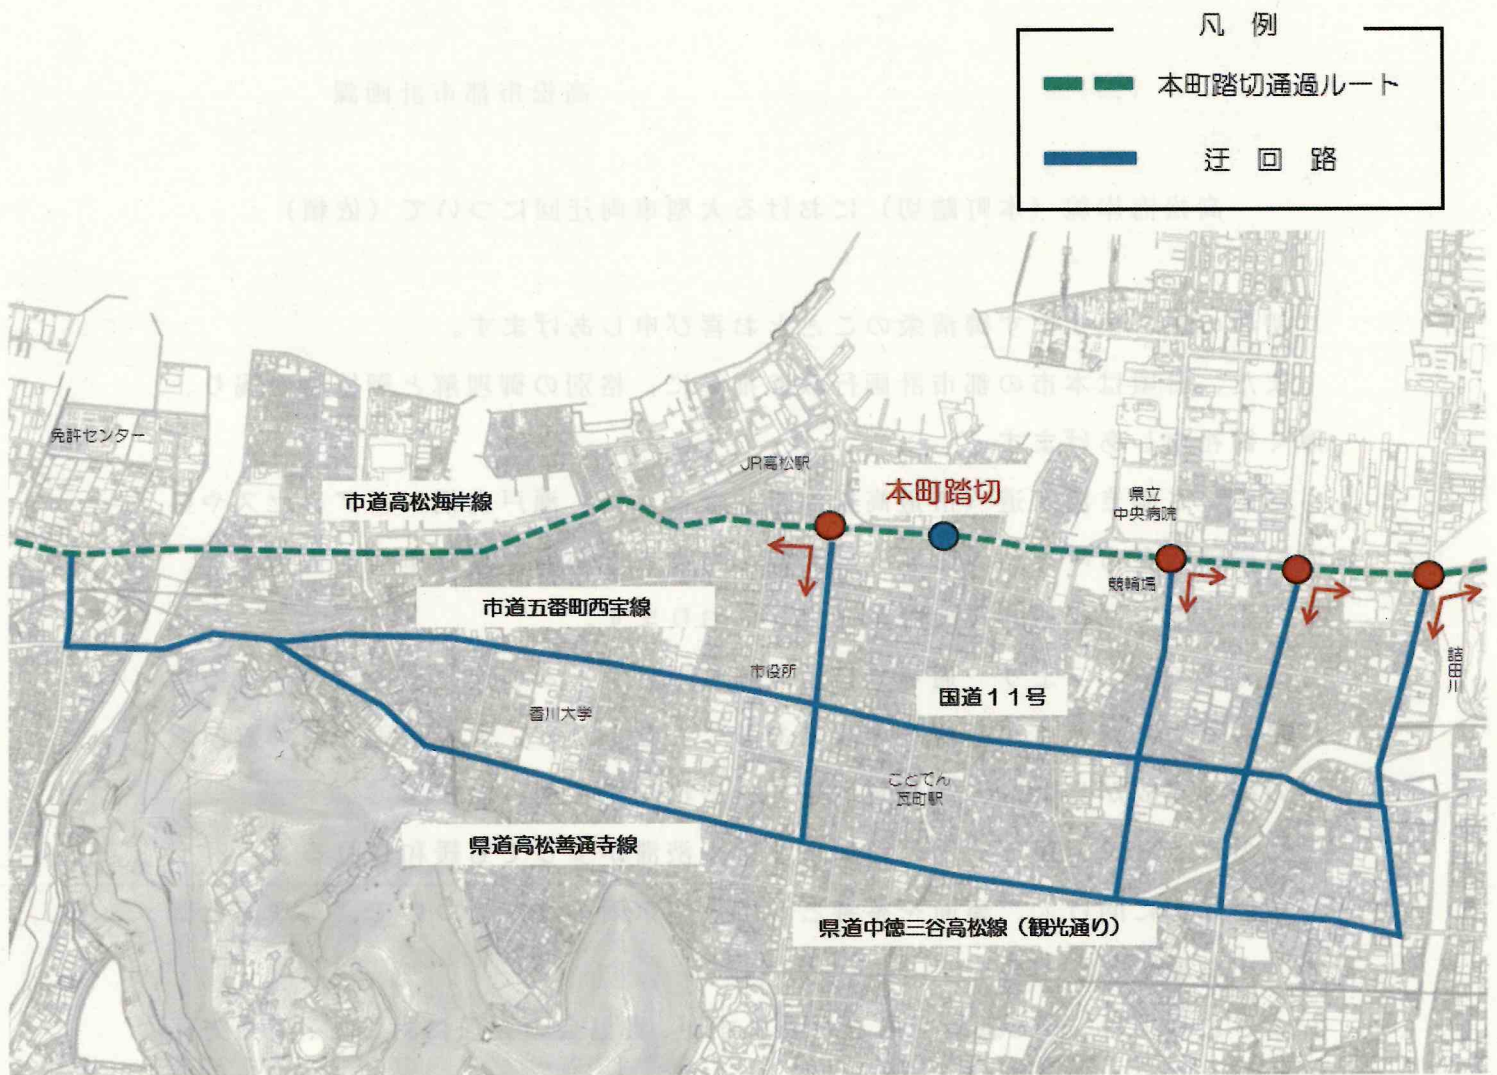 凡 例
本町踏切通過ルート
迂 回 路
免許センター
JR高松駅
市道高松海岸線
本町踏切
県立
中央病院
競輪場
市道五番町西宝線
市役所
国道11号
詰田川
香川大学
ことでん
瓦町駅
県道高松善通寺線
県道中徳三谷高松線(観光通り)